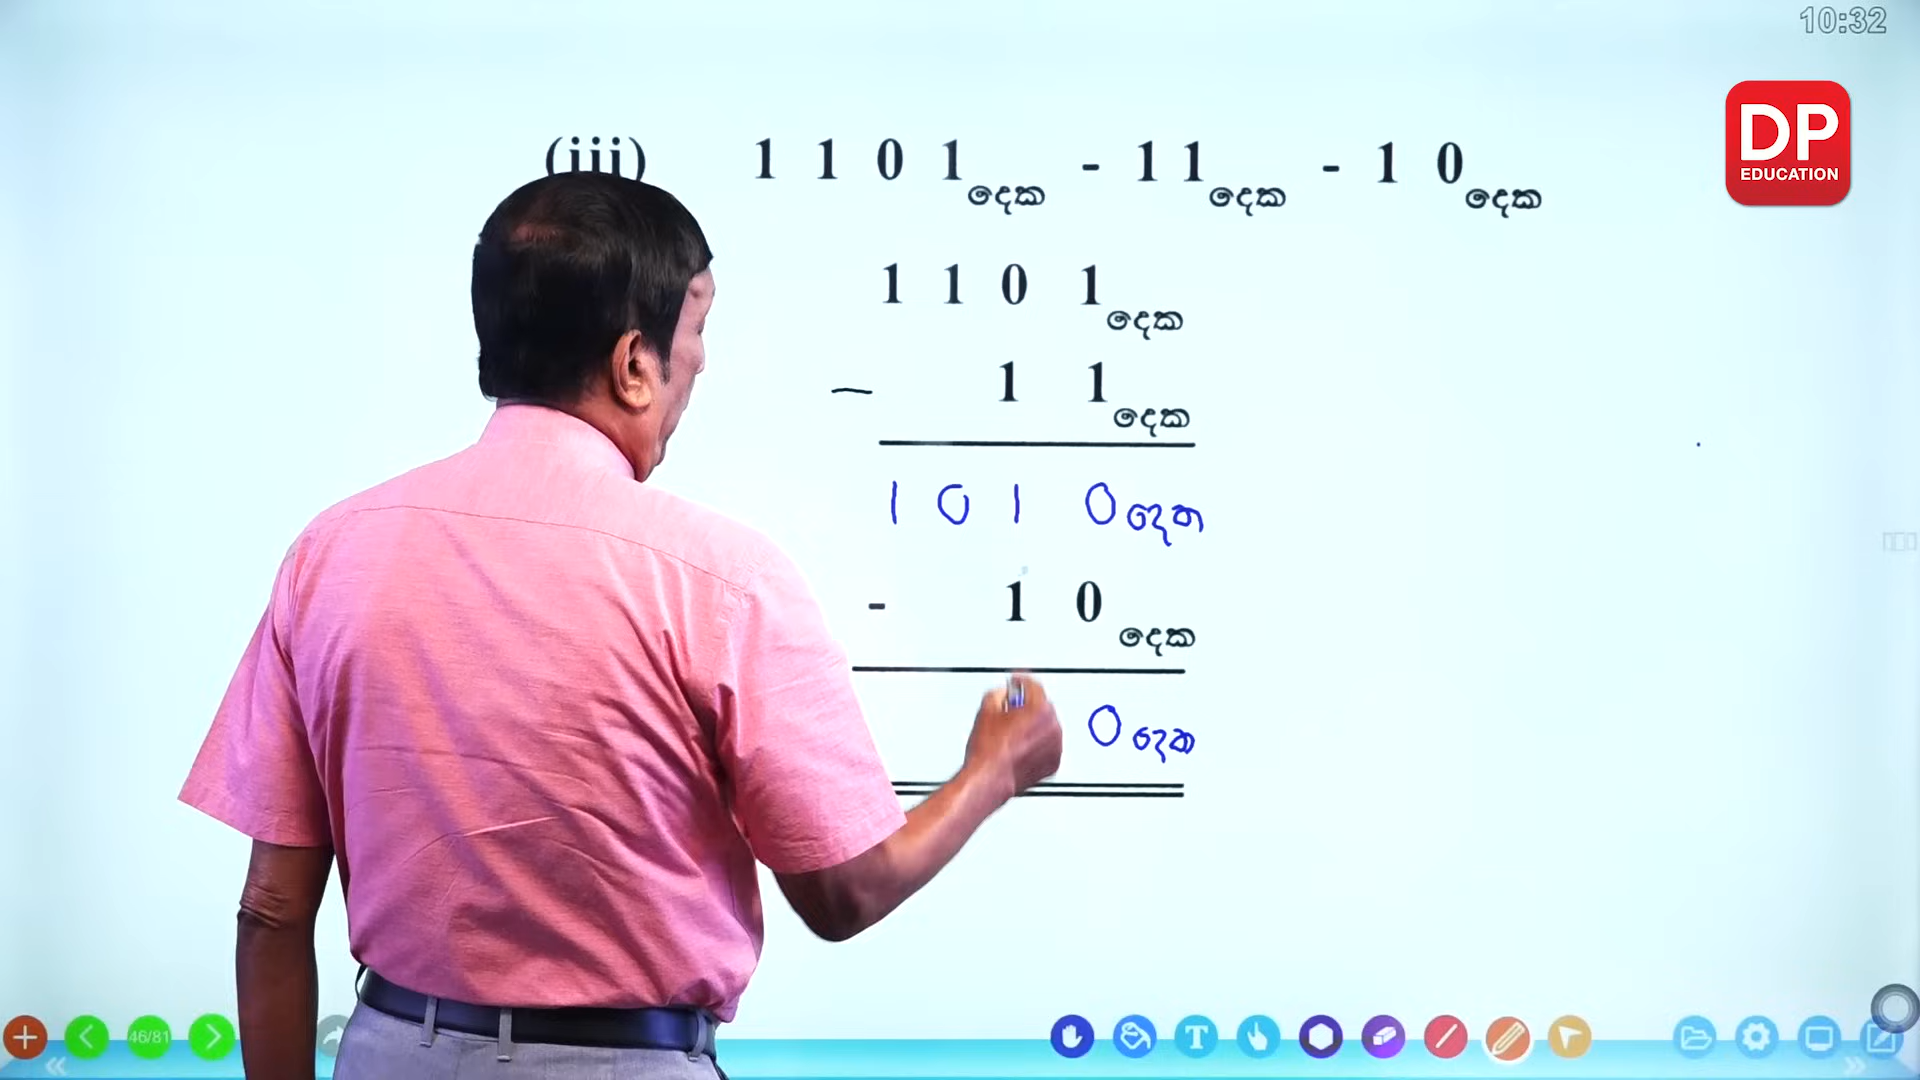 10:32
DP
EDUCATION
(iii) 1 1 0 1දෙක - 1 1දෙක - 1 0දෙක
1 1 0 1දෙක
— 1 1දෙක
1 0 1 0දෙක
- 1 0දෙක
0දෙක
46/81
T